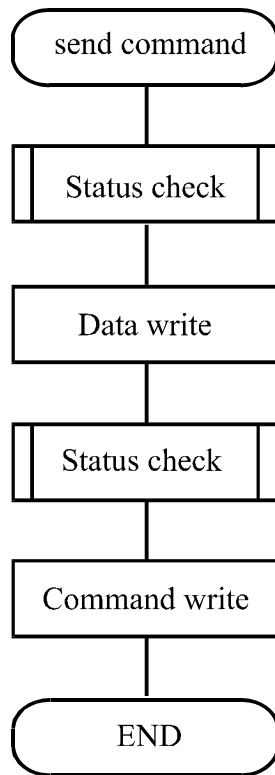 send command
Status check
Data write
Status check
Command write
END